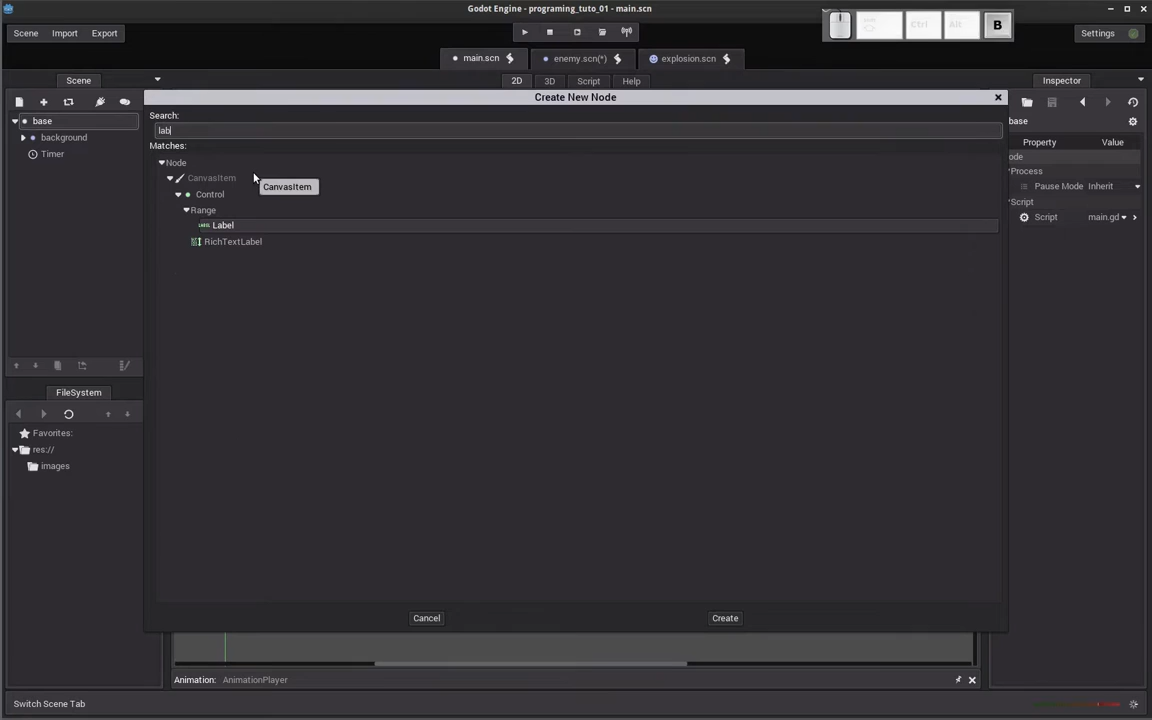 Godot Engine - programing_tuto_01 - main.scn
Scene Import Export
Ctrl Alt B
Settings
main.scn enemy.scn(*) explosion.scn
Scene 2D 3D Script Help Inspector
Create New Node
Search:
lab
Matches:
base
background
Timer
Node
CanvasItem
CanvasItem
Control
Range
Label
RichTextLabel
base
Property Value
ode
Process
Pause Mode Inherit
Script
Script main.gd
FileSystem
Favorites:
res://
images
Cancel Create
Animation: AnimationPlayer
Switch Scene Tab